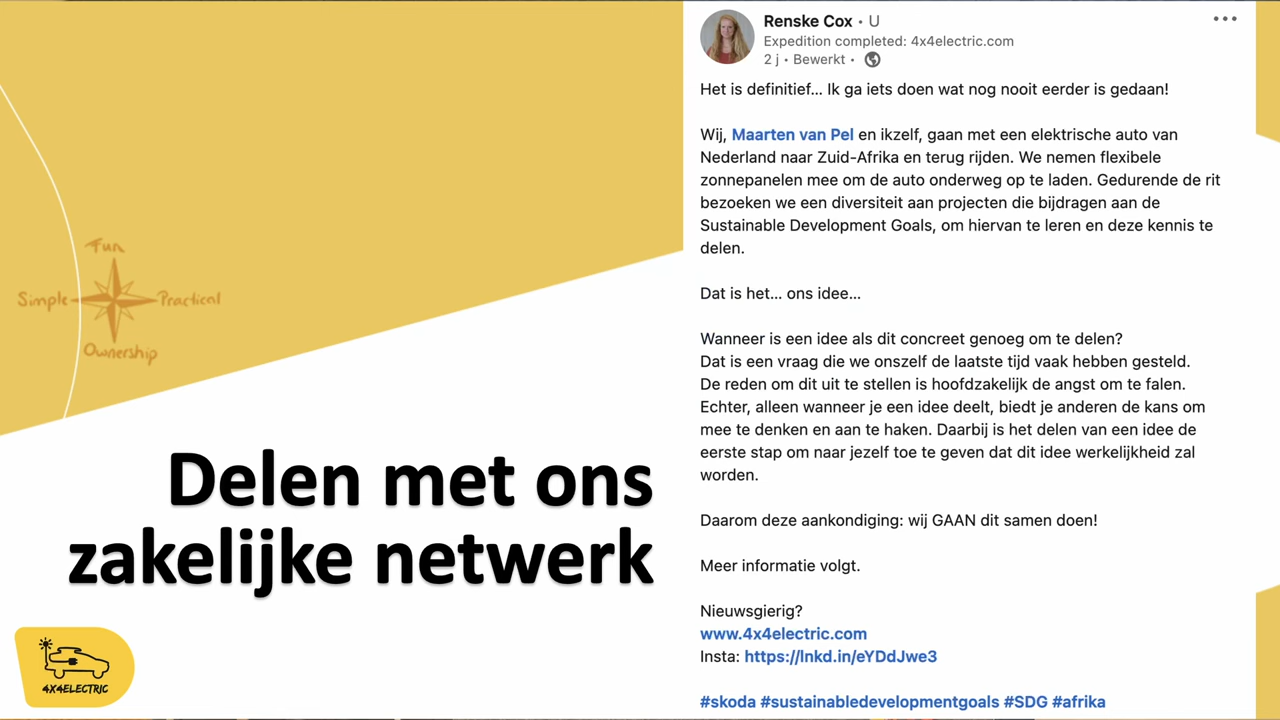 Fun
Simple
Practical
Ownership
Delen met ons
zakelijke netwerk
4X4ELECTRIC
Renske Cox • U
Expedition completed: 4x4electric.com
2 j • Bewerkt •
Het is definitief... Ik ga iets doen wat nog nooit eerder is gedaan!
Wij, Maarten van Pel en ikzelf, gaan met een elektrische auto van
Nederland naar Zuid-Afrika en terug rijden. We nemen flexibele
zonnepanelen mee om de auto onderweg op te laden. Gedurende de rit
bezoeken we een diversiteit aan projecten die bijdragen aan de
Sustainable Development Goals, om hiervan te leren en deze kennis te
delen.
Dat is het... ons idee...
Wanneer is een idee als dit concreet genoeg om te delen?
Dat is een vraag die we onszelf de laatste tijd vaak hebben gesteld.
De reden om dit uit te stellen is hoofdzakelijk de angst om te falen.
Echter, alleen wanneer je een idee deelt, biedt je anderen de kans om
mee te denken en aan te haken. Daarbij is het delen van een idee de
eerste stap om naar jezelf toe te geven dat dit idee werkelijkheid zal
worden.
Daarom deze aankondiging: wij GAAN dit samen doen!
Meer informatie volgt.
Nieuwsgierig?
www.4x4electric.com
Insta: https://lnkd.in/eYDdJwe3
#skoda #sustainabledevelopmentgoals #SDG #afrika